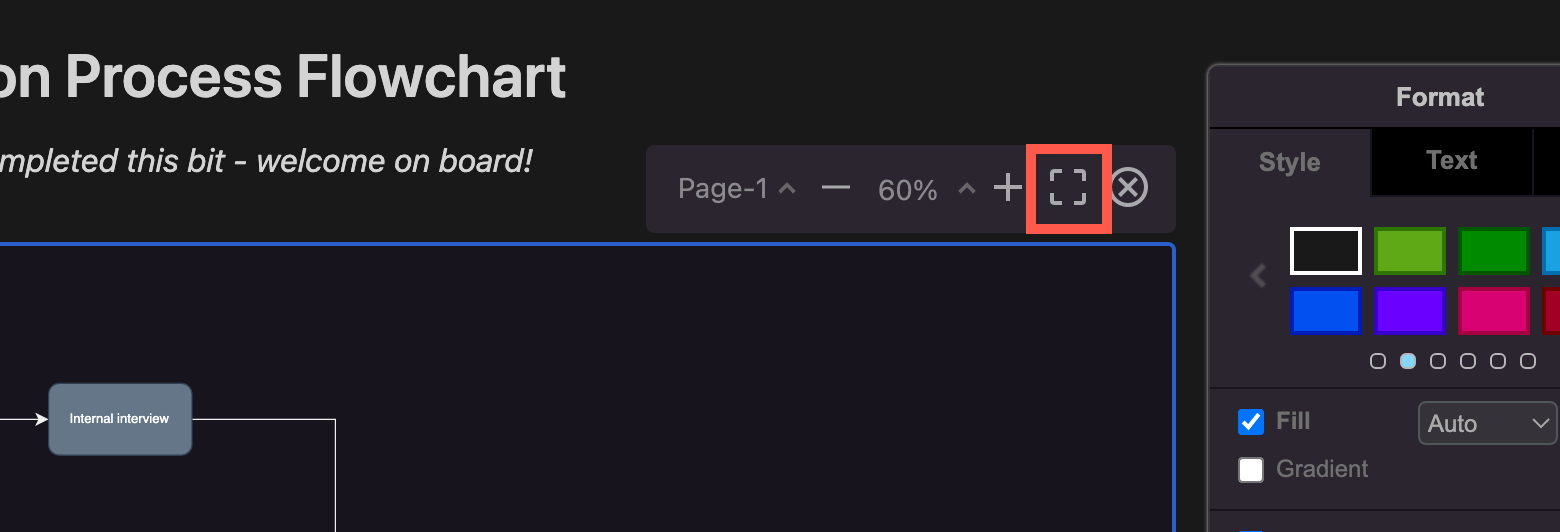 on Process Flowchart
mpleted this bit - welcome on board!
Page-1
60%
Format
Style
Text
Internal interview
Fill
Auto
Gradient